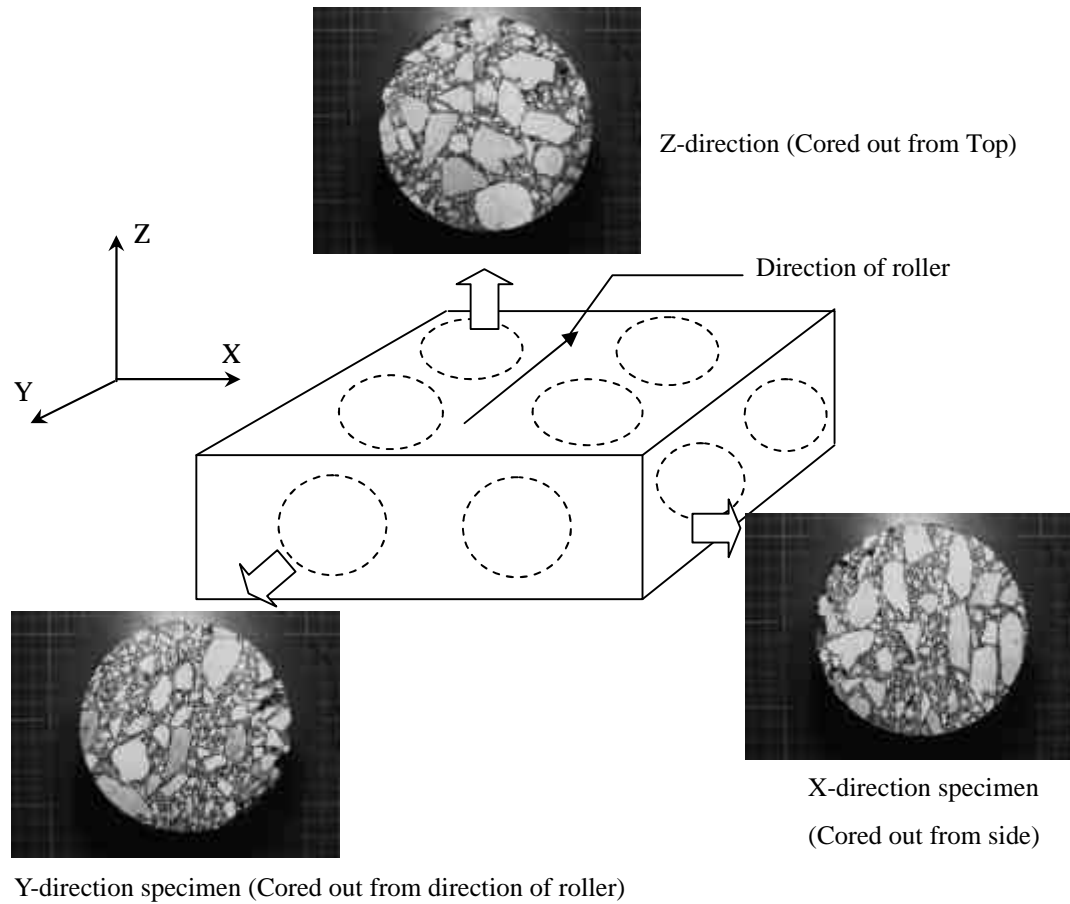 Z-direction (Cored out from Top)
Z
Direction of roller
X
Y
X-direction specimen
(Cored out from side)
Y-direction specimen (Cored out from direction of roller)